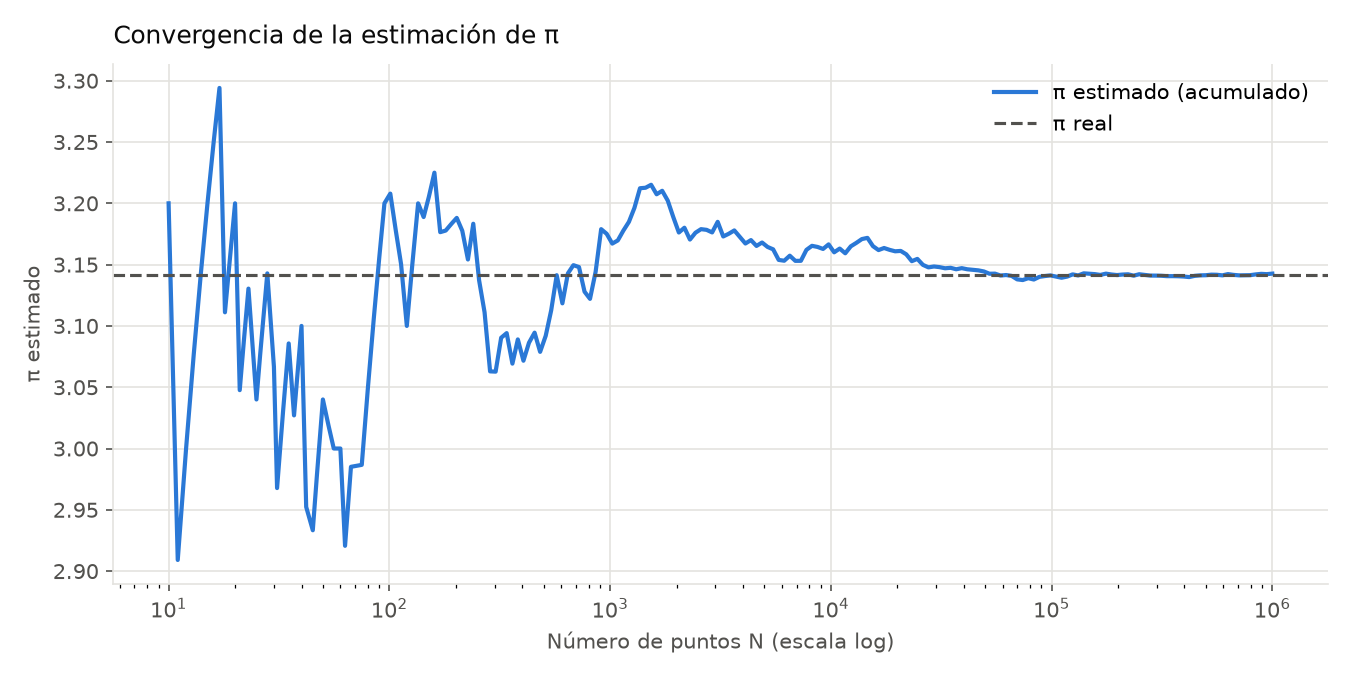 Convergencia de la estimación de π
π estimado (acumulado)
π real
3.30
3.25
3.20
3.15
3.10
3.05
3.00
2.95
2.90
π estimado
10¹ 10² 10³ 10⁴ 10⁵ 10⁶
Número de puntos N (escala log)